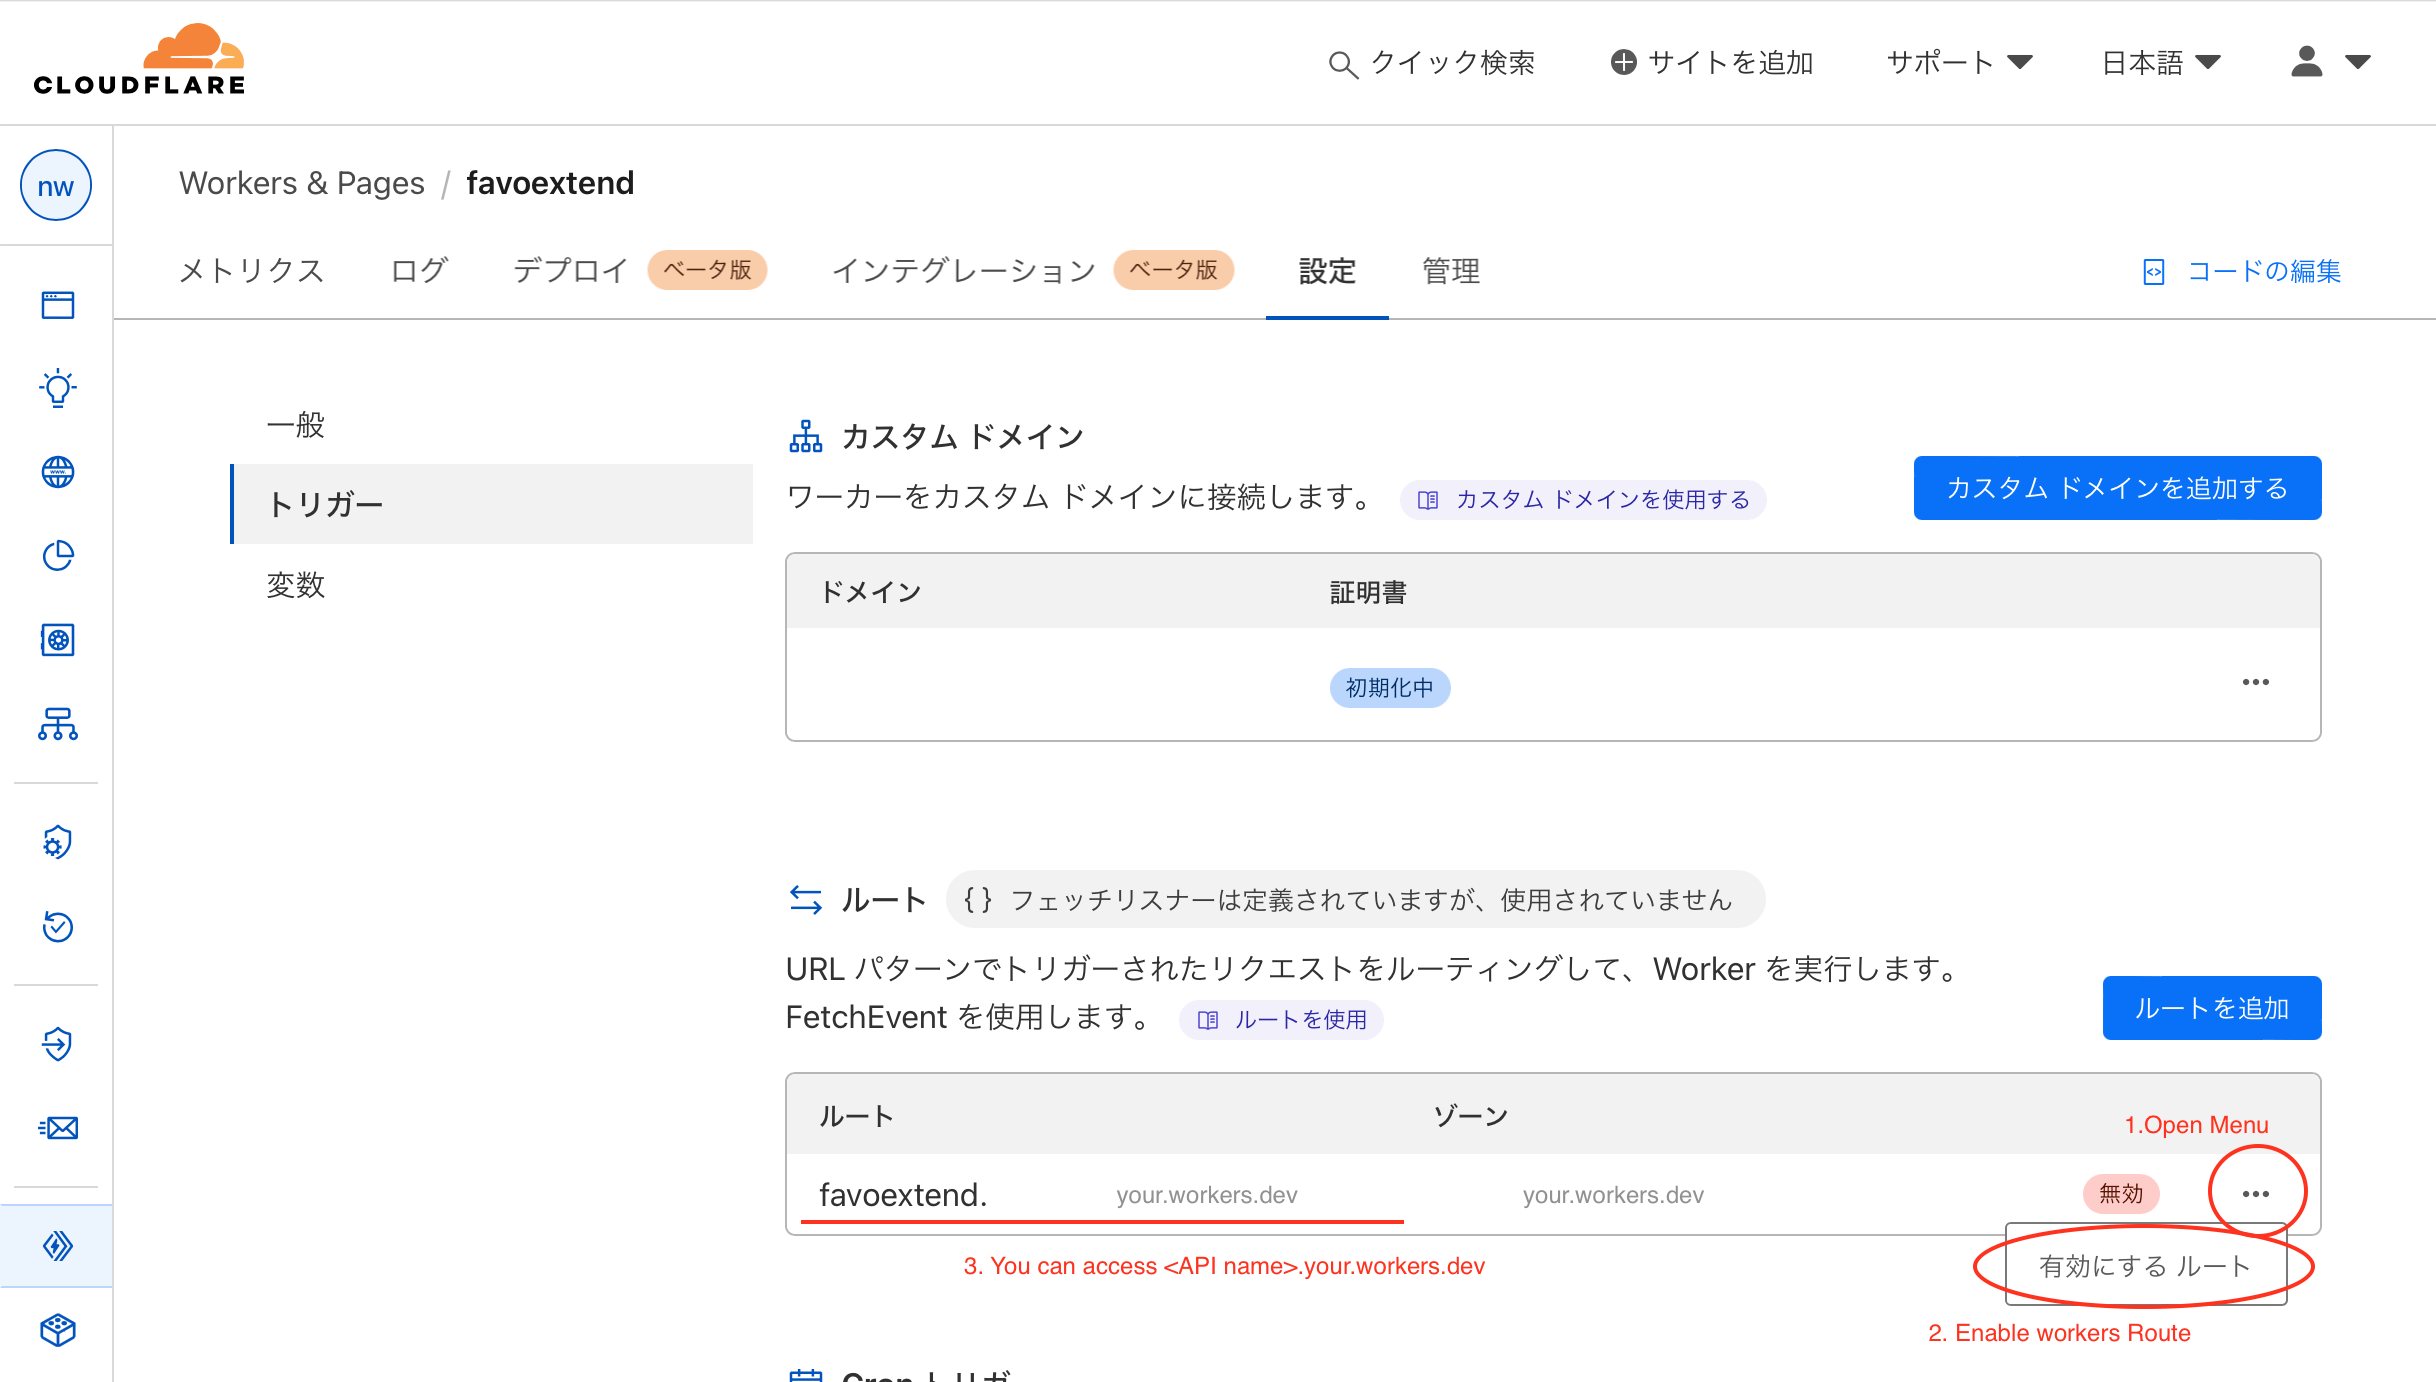 CLOUDFLARE
クイック検索
サイトを追加
サポート
日本語
nw
Workers & Pages / favoextend
メトリクス
ログ
デプロイ ベータ版
インテグレーション ベータ版
設定
管理
コードの編集
一般
トリガー
変数
カスタム ドメイン
ワーカーをカスタム ドメインに接続します。 カスタム ドメインを使用する
カスタム ドメインを追加する
ドメイン 証明書
初期化中
ルート { } フェッチリスナーは定義されていますが、使用されていません
URL パターンでトリガーされたリクエストをルーティングして、Worker を実行します。
FetchEvent を使用します。 ルートを使用
ルートを追加
ルート ゾーン
1.Open Menu
favoextend. your.workers.dev your.workers.dev 無効
3. You can access <API name>.your.workers.dev
有効にする ルート
2. Enable workers Route
Cron トリガ